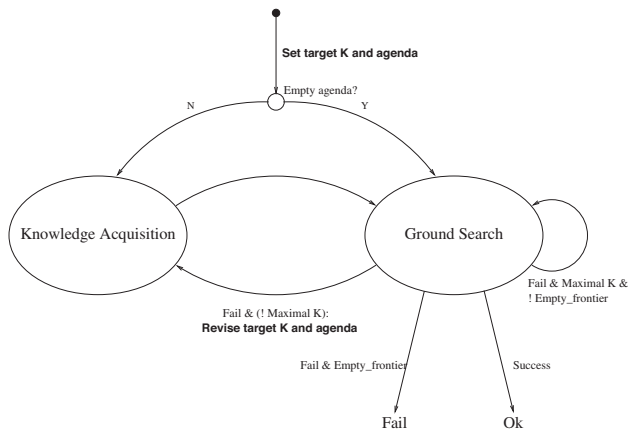 Set target K and agenda
Empty agenda?
N
Y
Knowledge Acquisition
Ground Search
Fail & Maximal K &
! Empty_frontier
Fail & (! Maximal K):
Revise target K and agenda
Fail & Empty_frontier
Success
Fail
Ok